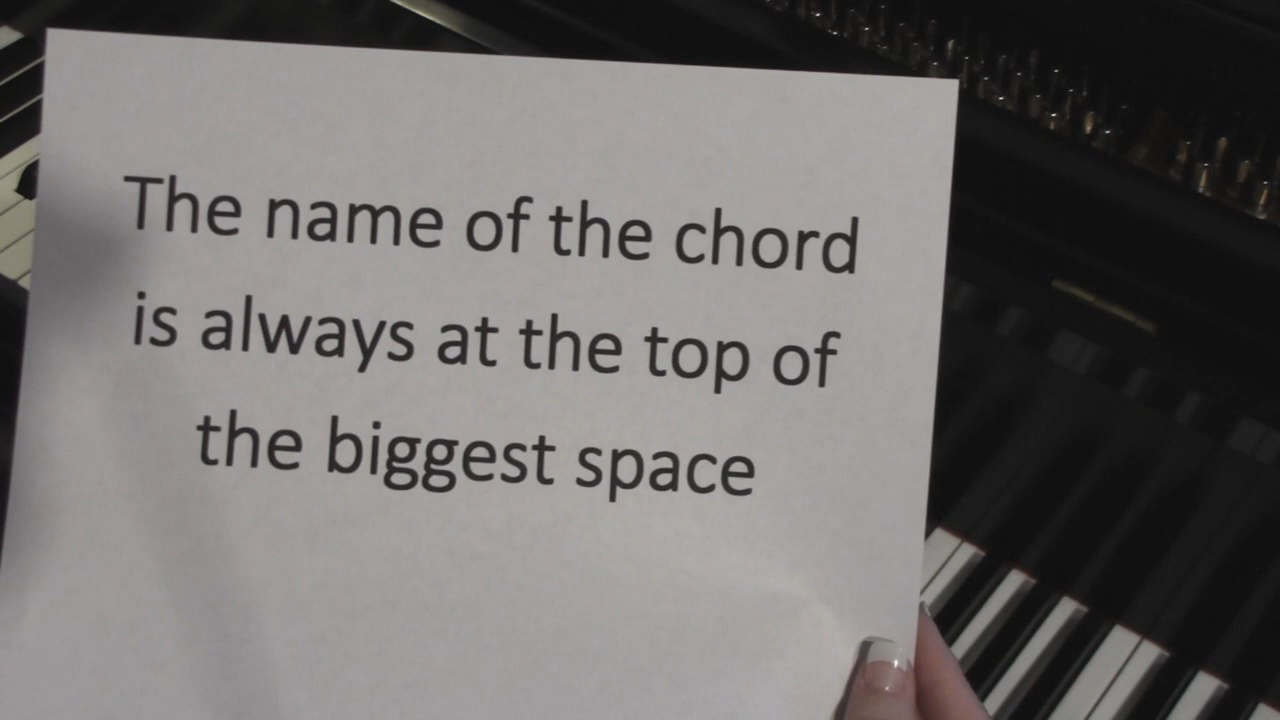 The name of the chord
is always at the top of
the biggest space